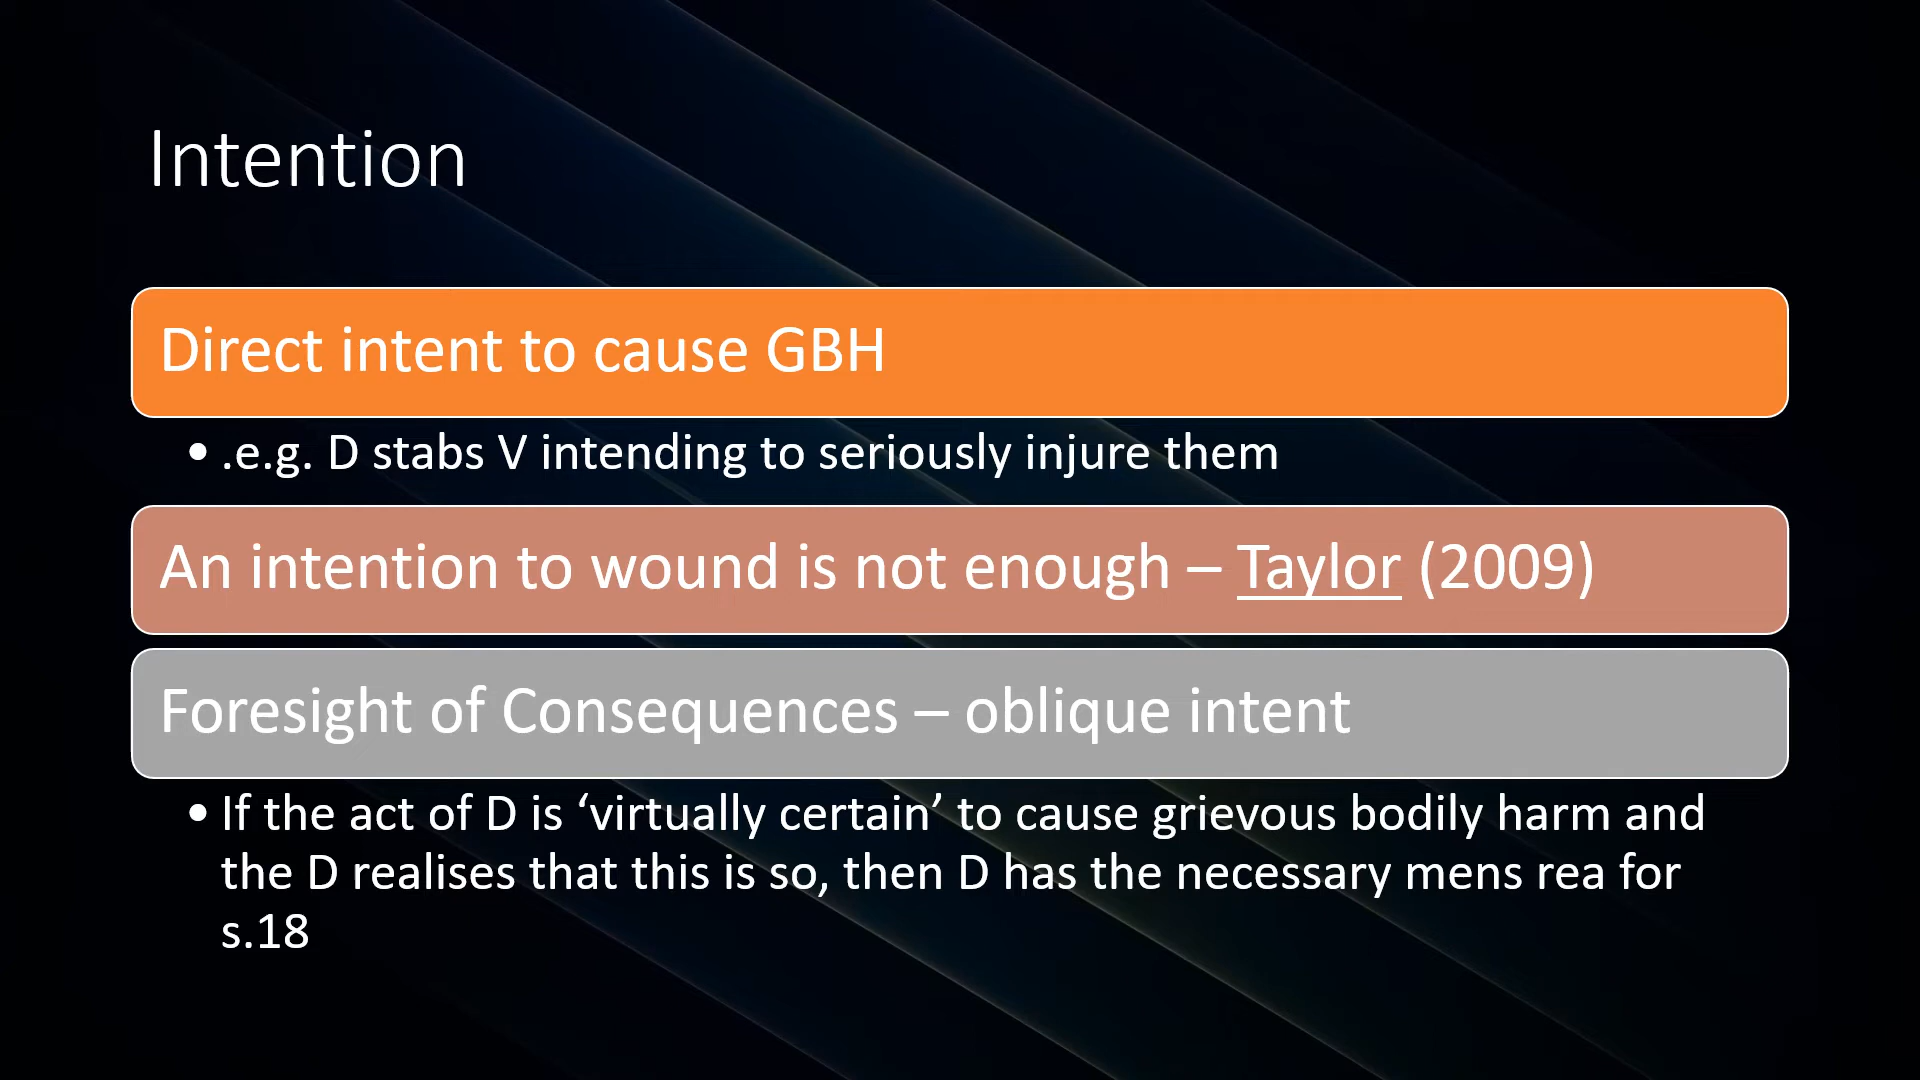 Intention
Direct intent to cause GBH
• .e.g. D stabs V intending to seriously injure them
An intention to wound is not enough – Taylor (2009)
Foresight of Consequences – oblique intent
• If the act of D is ‘virtually certain’ to cause grievous bodily harm and
the D realises that this is so, then D has the necessary mens rea for
s.18